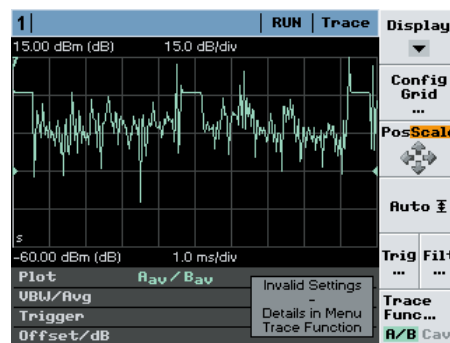 1 RUN Trace
15.00 dBm (dB) 15.0 dB/div
s
-60.00 dBm (dB) 1.0 ms/div
Plot Aav/Bav
VBW/Avg
Trigger
Offset/dB
Invalid Settings
-
Details in Menu
Trace Function
Display
Config
Grid
...
PosScale
Auto
Trig Filt
... ...
Trace
Func...
A/B Cav